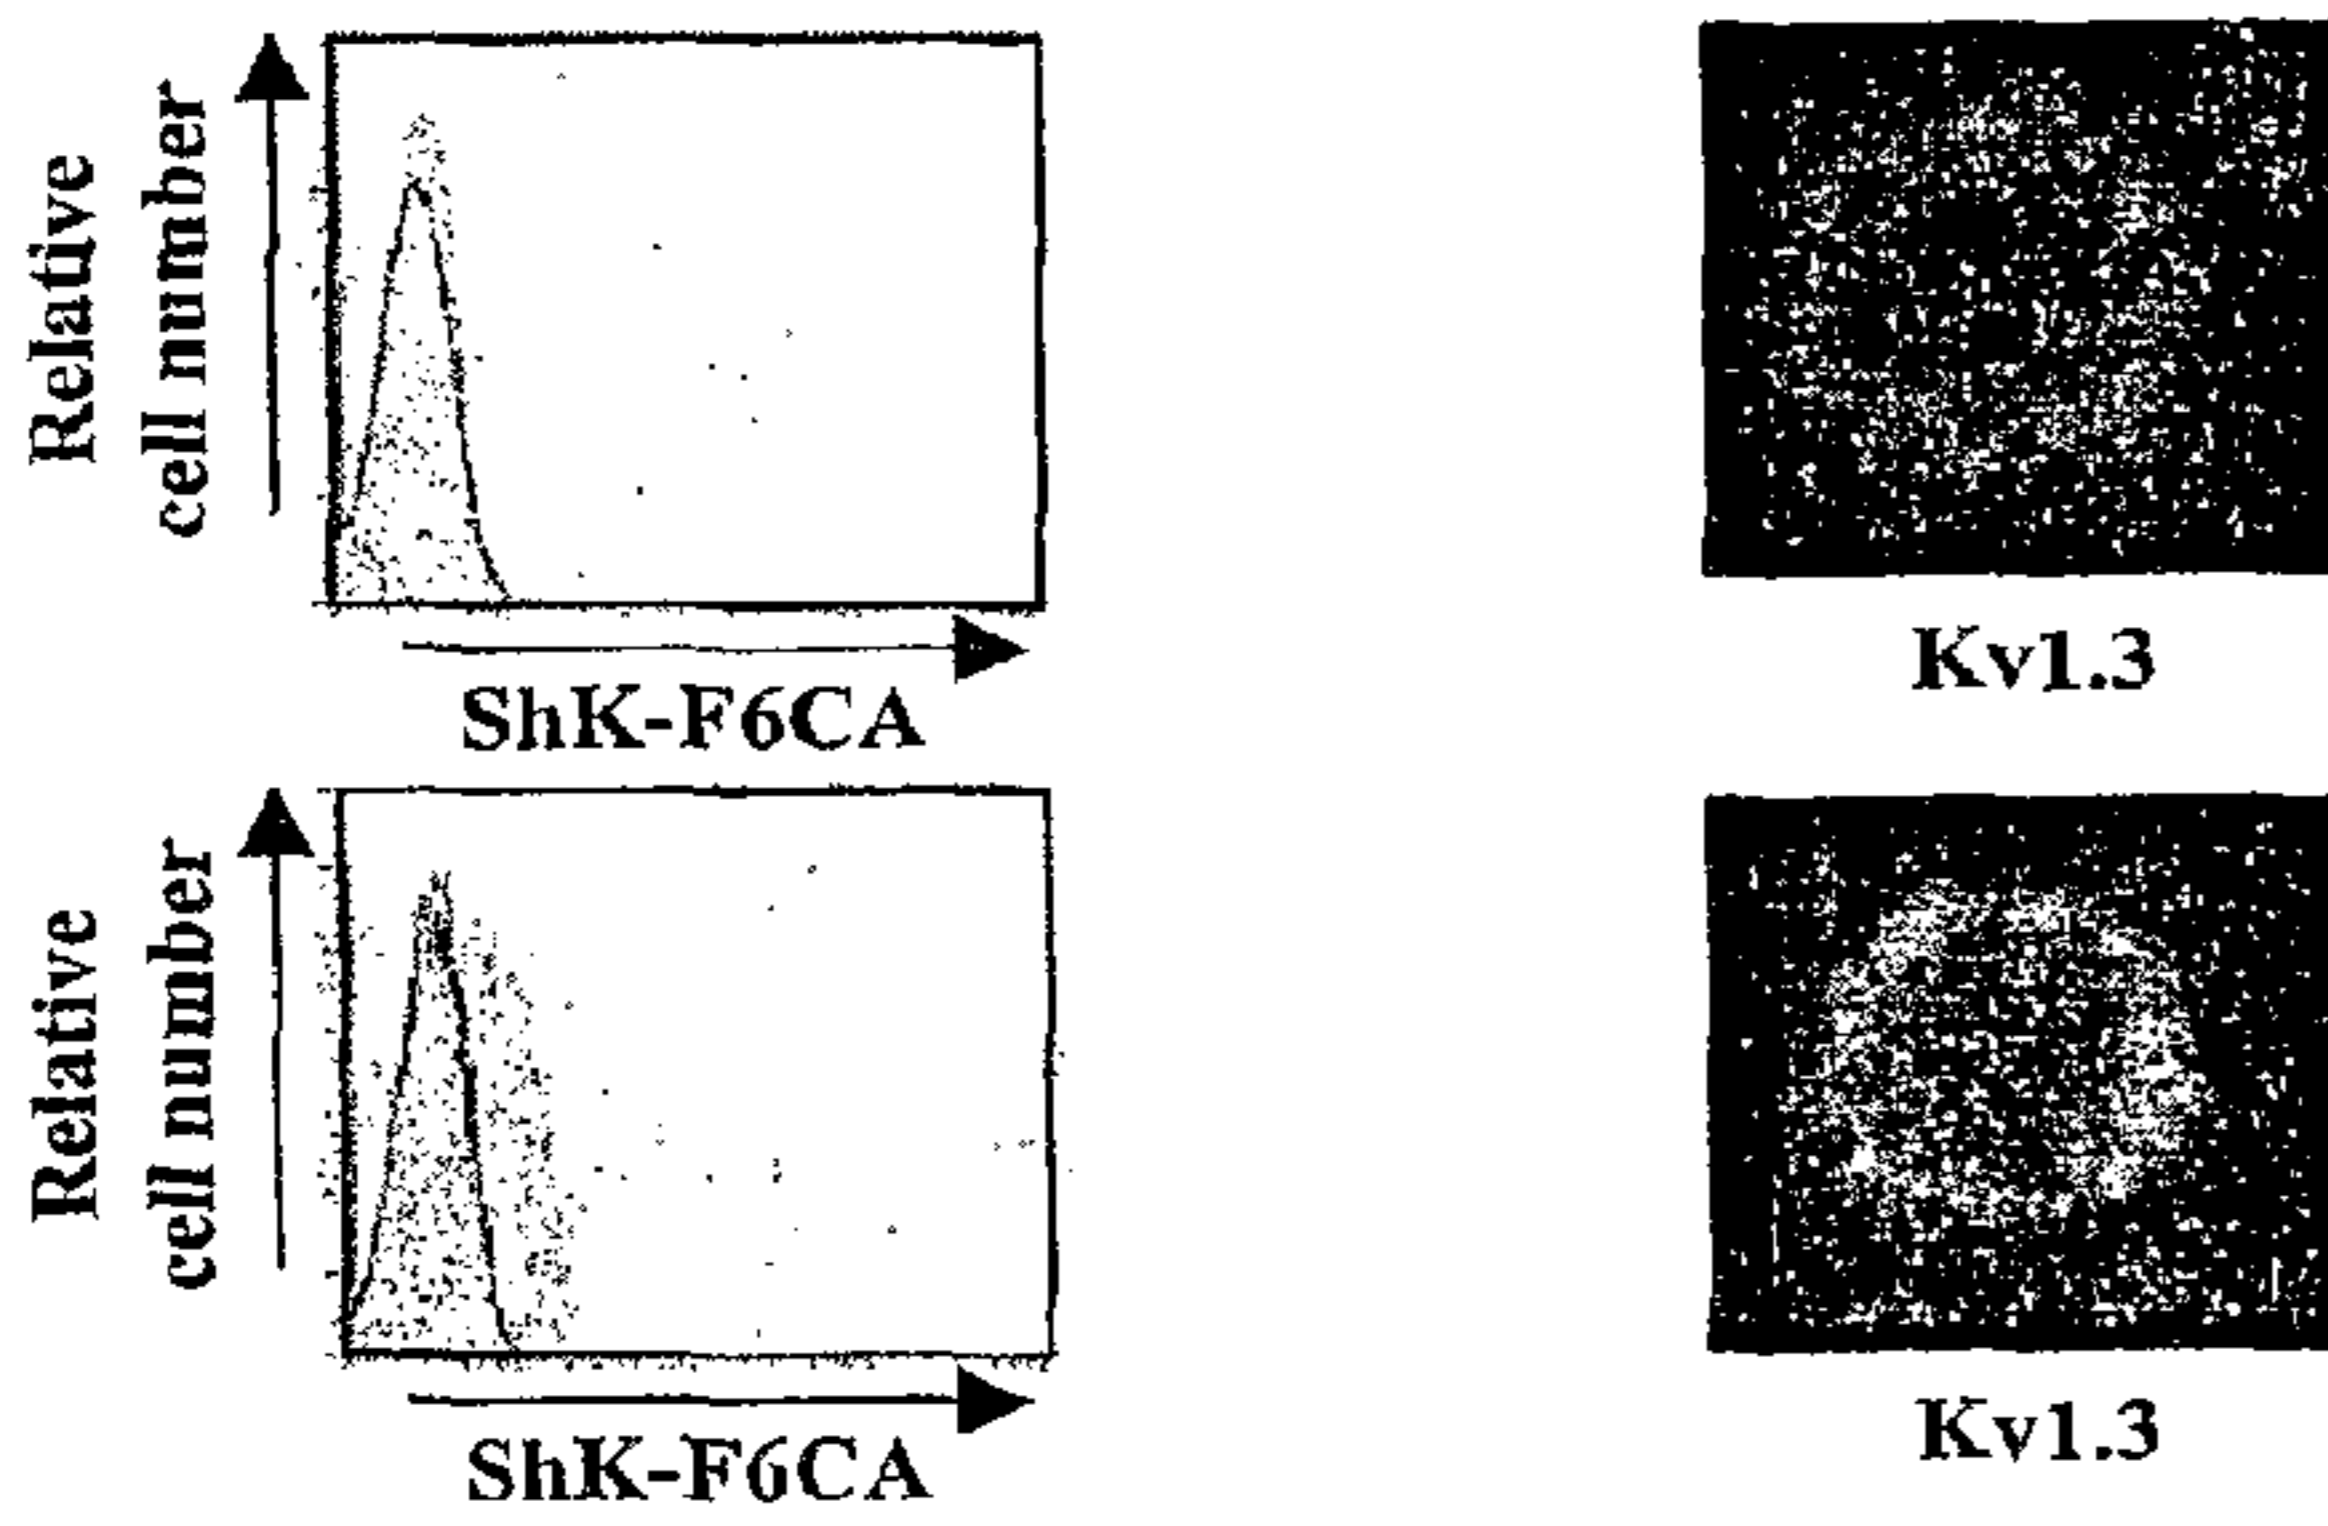 Relative
cell number
ShK-F6CA
Kv1.3
Relative
cell number
ShK-F6CA
Kv1.3